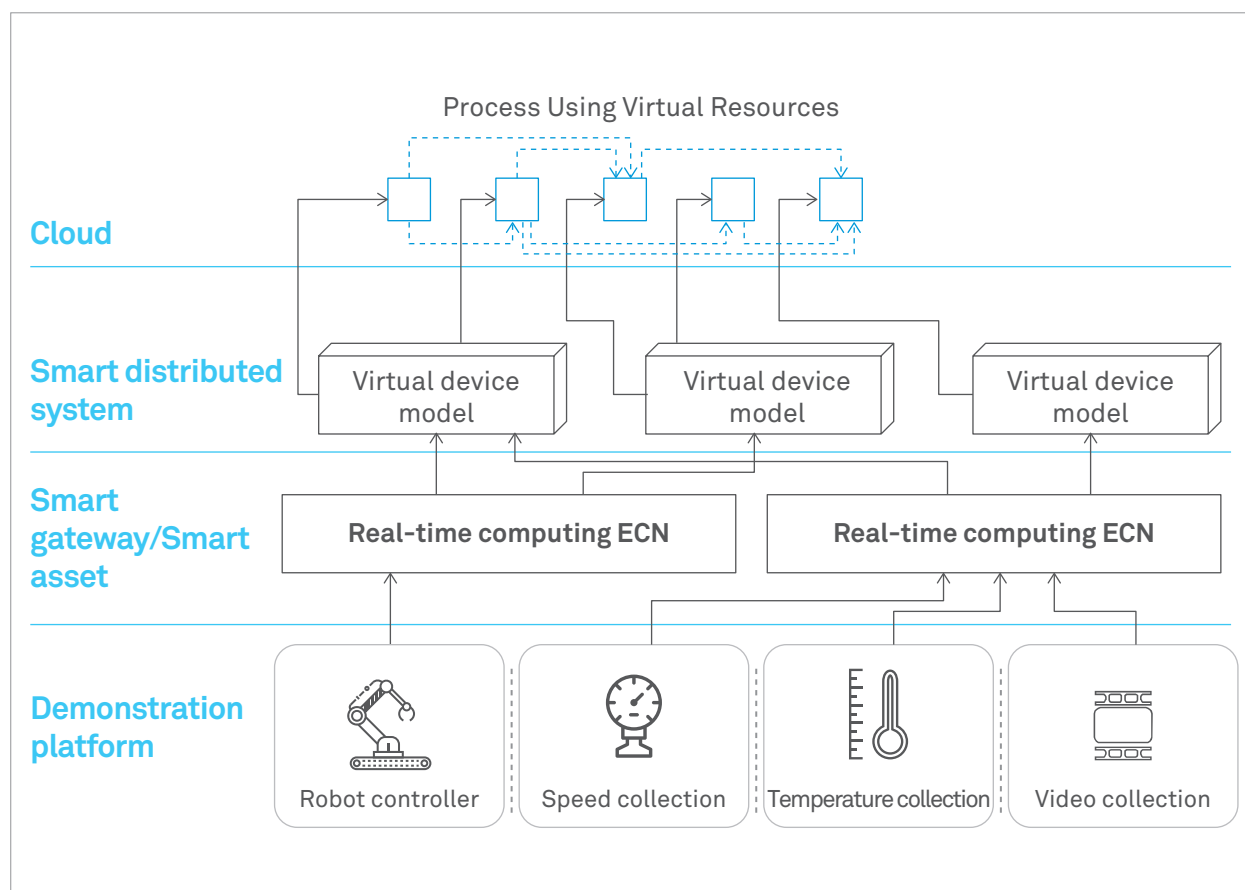 Process Using Virtual Resources
Cloud
Smart distributed
system
Virtual device
model
Virtual device
model
Virtual device
model
Smart
gateway/Smart
asset
Real-time computing ECN
Real-time computing ECN
Demonstration
platform
Robot controller
Speed collection
Temperature collection
Video collection